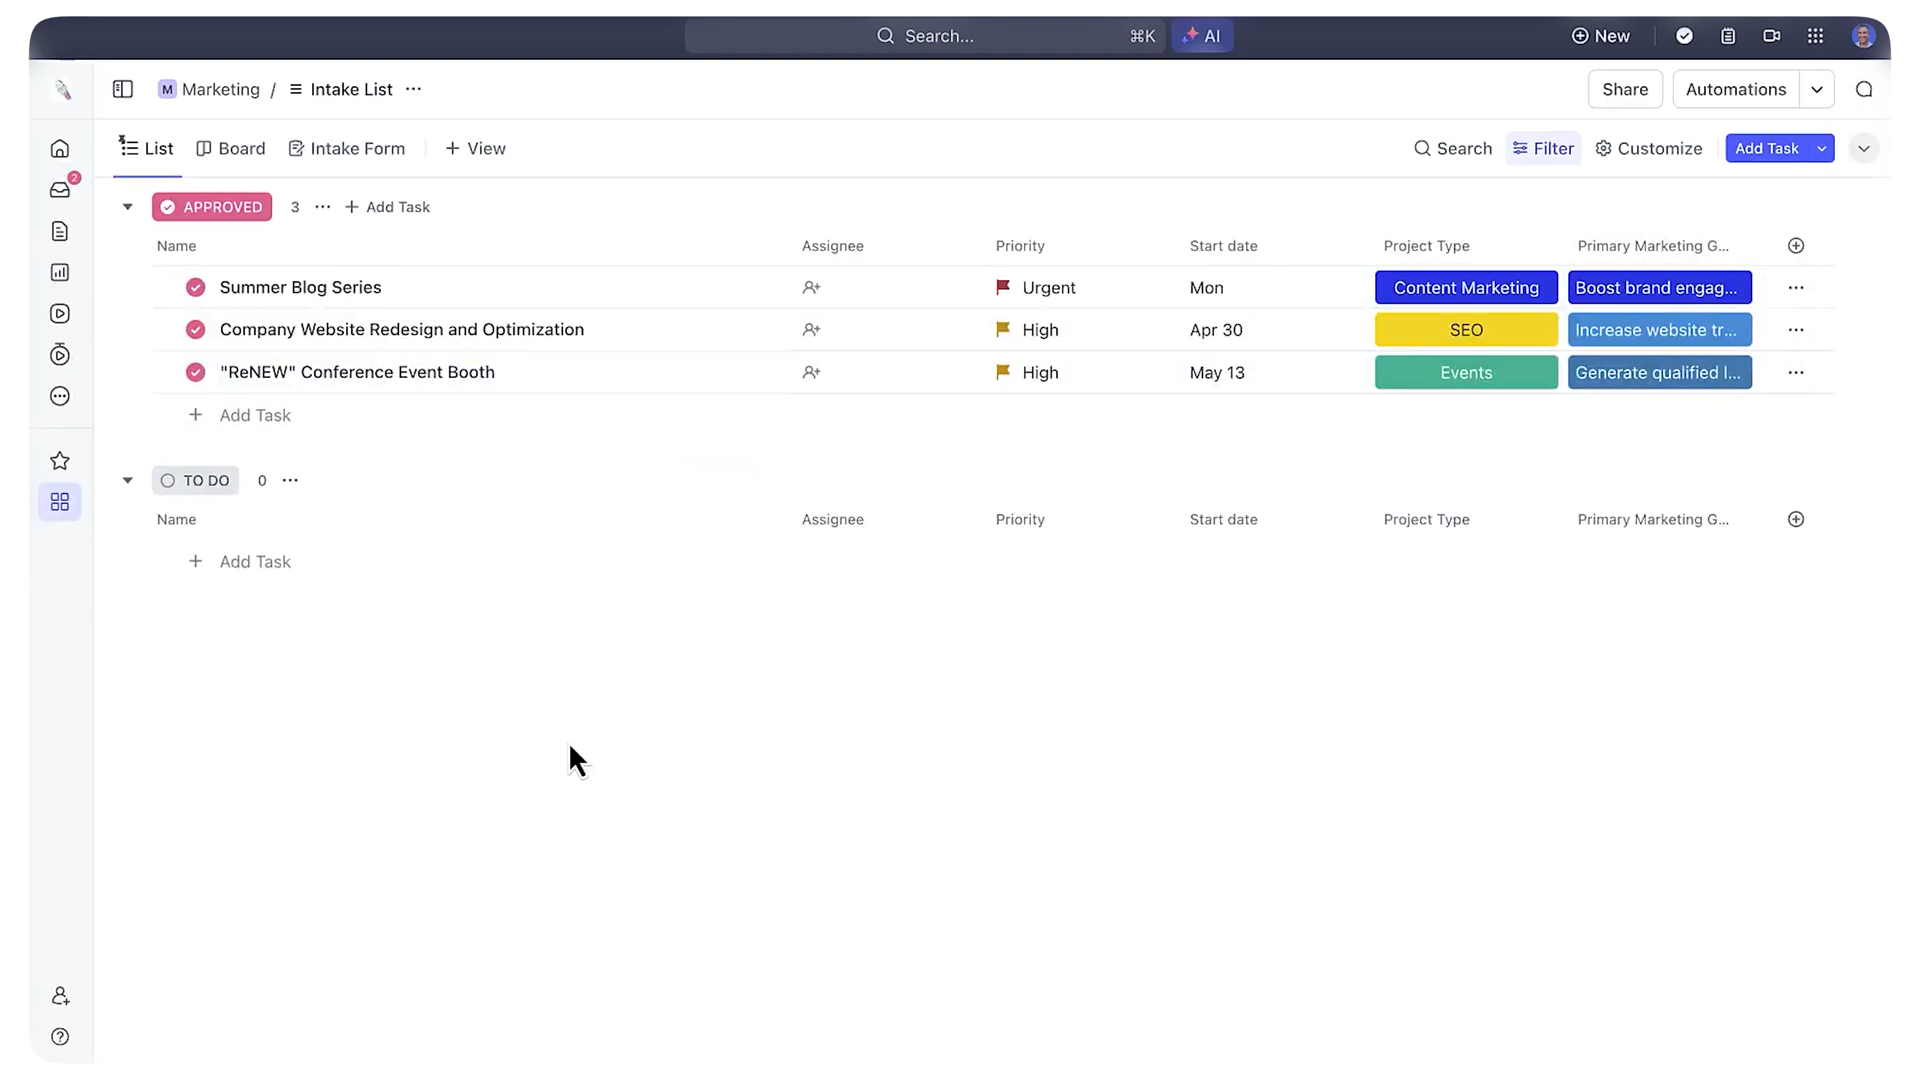 Search... ⌘K AI New
M Marketing / Intake List ··· Share Automations
2
List Board Intake Form + View Search Filter Customize Add Task
APPROVED 3 ··· + Add Task
Name Assignee Priority Start date Project Type Primary Marketing G...
Summer Blog Series Urgent Mon Content Marketing Boost brand engag... ···
Company Website Redesign and Optimization High Apr 30 SEO Increase website tr... ···
"ReNEW" Conference Event Booth High May 13 Events Generate qualified l... ···
+ Add Task
TO DO 0 ···
Name Assignee Priority Start date Project Type Primary Marketing G...
+ Add Task